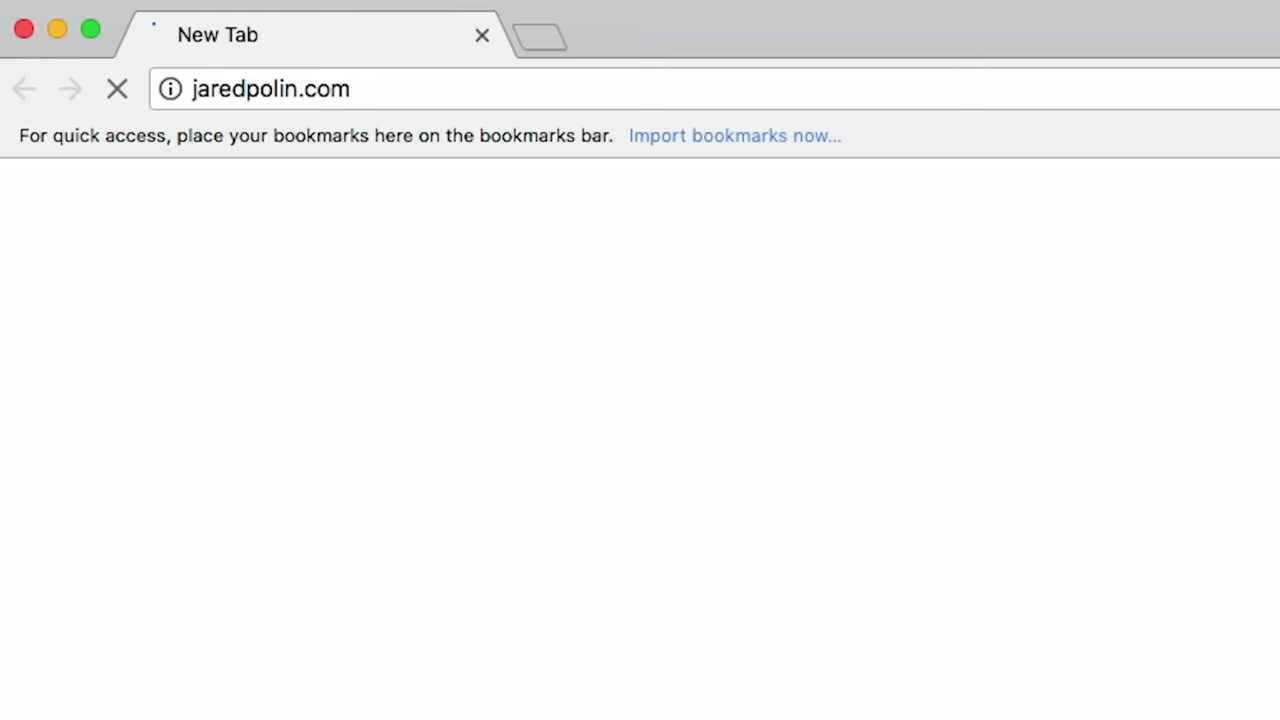 New Tab
jaredpolin.com
For quick access, place your bookmarks here on the bookmarks bar. Import bookmarks now...